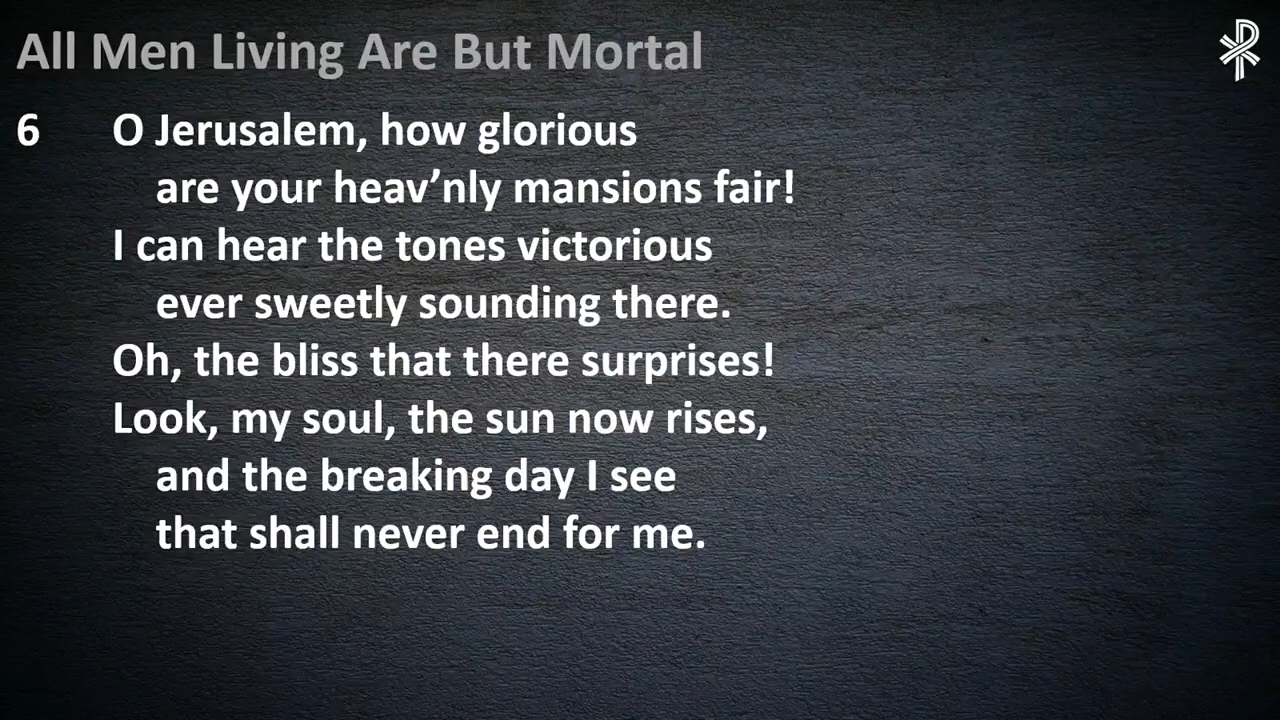 All Men Living Are But Mortal
6 O Jerusalem, how glorious
are your heav’nly mansions fair!
I can hear the tones victorious
ever sweetly sounding there.
Oh, the bliss that there surprises!
Look, my soul, the sun now rises,
and the breaking day I see
that shall never end for me.